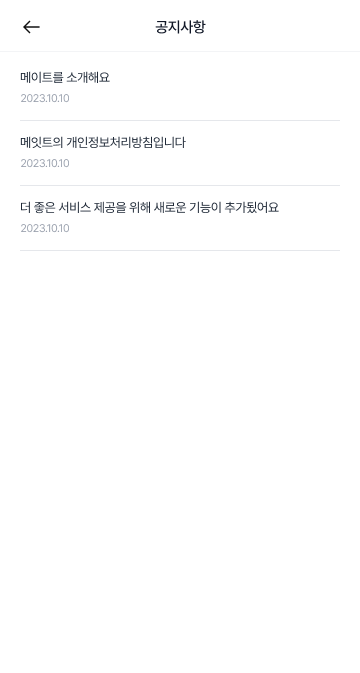 공지사항
메이트를 소개해요
2023.10.10
메잇트의 개인정보처리방침입니다
2023.10.10
더 좋은 서비스 제공을 위해 새로운 기능이 추가됬어요
2023.10.10